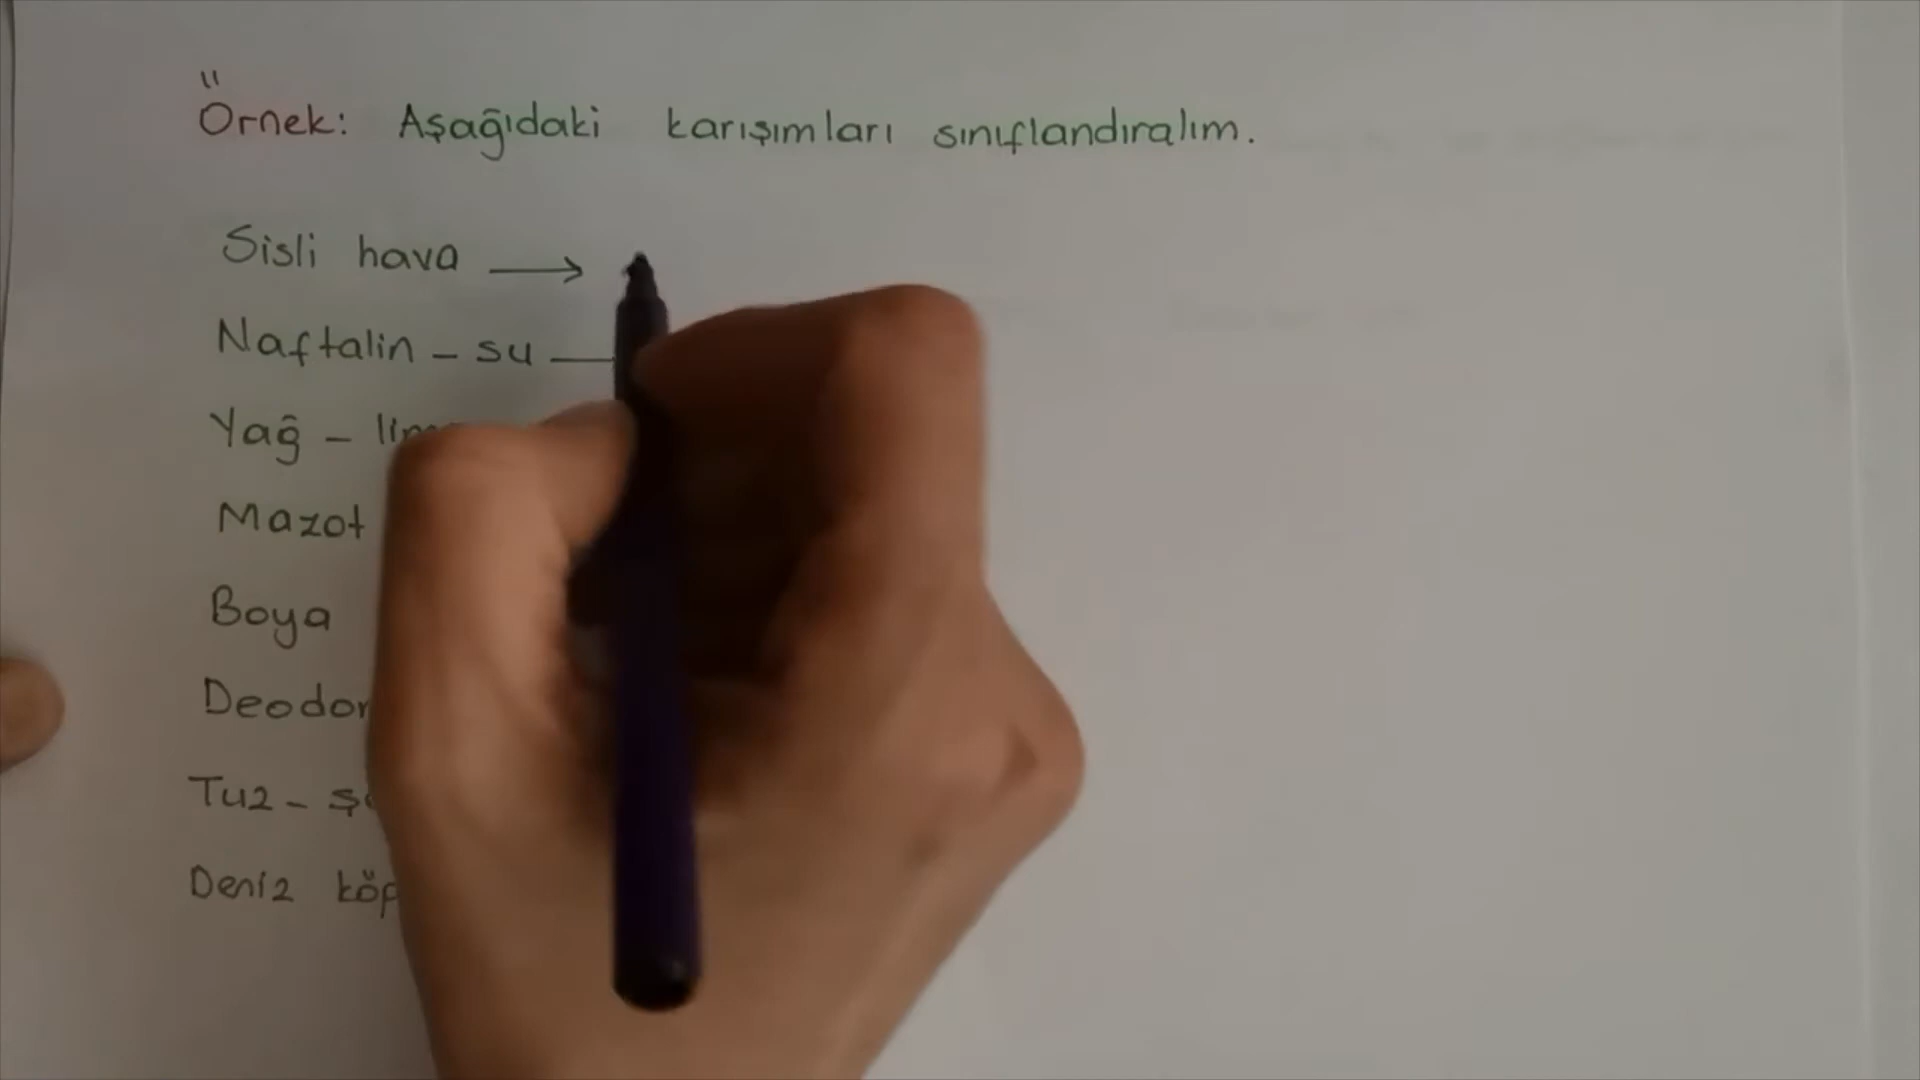 Örnek: Aşağıdaki karışımları sınıflandıralım.
Sisli hava →
Naftalin - su —
Yağ -
Mazot
Boya
Tuz -
Deniz